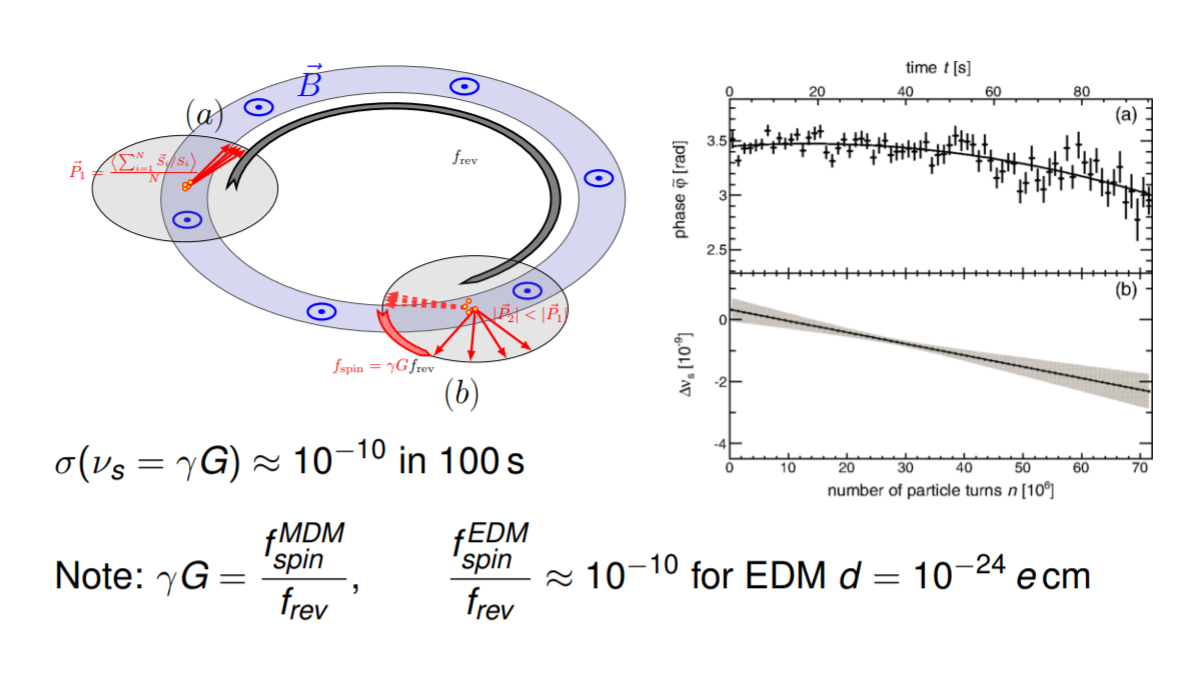 (a)
B⃗
P⃗₁ = ⟨∑ᵢ₌₁ᴺ S⃗ᵢ/Sᵢ⟩ / N
f_rev
|P⃗₂| < |P⃗₁|
f_spin = γG f_rev
(b)
time t [s]
0 20 40 60 80
(a)
3.5
3
2.5
phase φ̃ [rad]
(b)
0
-2
-4
Δν_s [10⁻⁹]
0 10 20 30 40 50 60 70
number of particle turns n [10⁶]
σ(ν_s = γG) ≈ 10⁻¹⁰ in 100 s
Note: γG = f_spin^MDM / f_rev, f_spin^EDM / f_rev ≈ 10⁻¹⁰ for EDM d = 10⁻²⁴ e cm